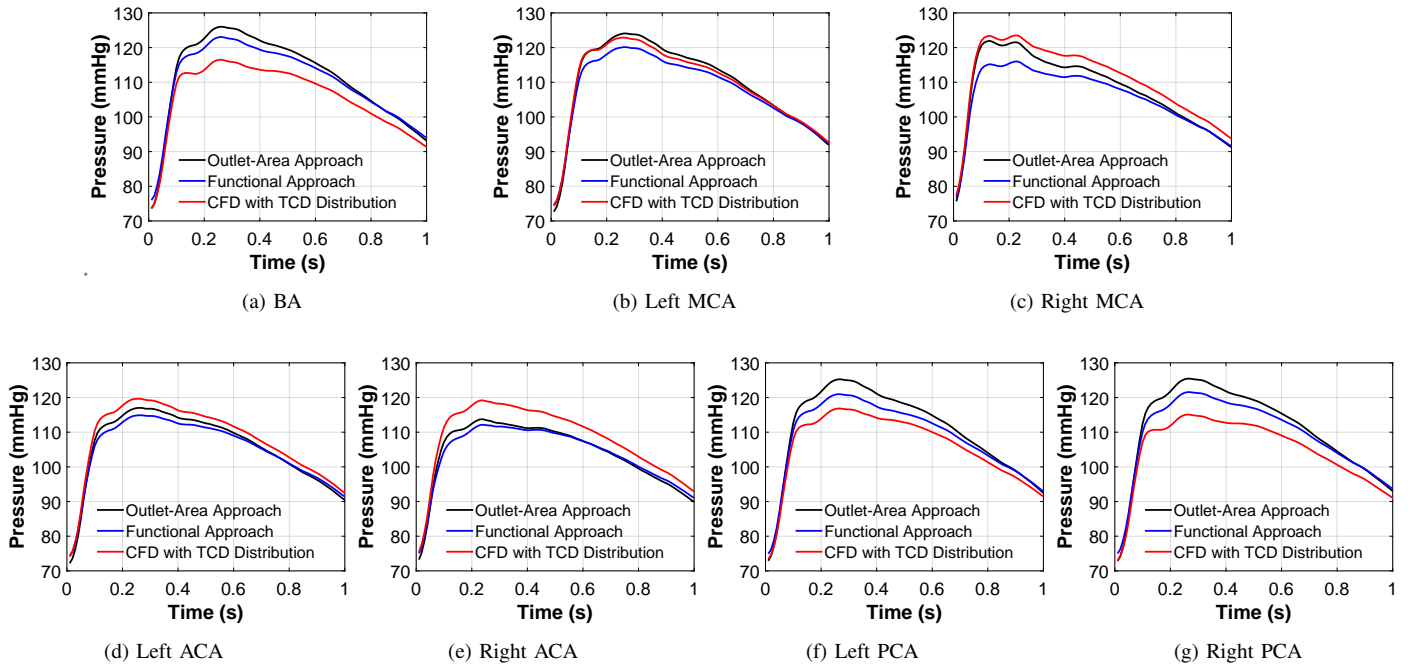 Pressure (mmHg)
130
120
110
100
90
80
70
Outlet-Area Approach
Functional Approach
CFD with TCD Distribution
0 0.2 0.4 0.6 0.8 1
Time (s)
(a) BA
Pressure (mmHg)
130
120
110
100
90
80
70
Outlet-Area Approach
Functional Approach
CFD with TCD Distribution
0 0.2 0.4 0.6 0.8 1
Time (s)
(b) Left MCA
Pressure (mmHg)
130
120
110
100
90
80
70
Outlet-Area Approach
Functional Approach
CFD with TCD Distribution
0 0.2 0.4 0.6 0.8 1
Time (s)
(c) Right MCA
Pressure (mmHg)
130
120
110
100
90
80
70
Outlet-Area Approach
Functional Approach
CFD with TCD Distribution
0 0.2 0.4 0.6 0.8 1
Time (s)
(d) Left ACA
Pressure (mmHg)
130
120
110
100
90
80
70
Outlet-Area Approach
Functional Approach
CFD with TCD Distribution
0 0.2 0.4 0.6 0.8 1
Time (s)
(e) Right ACA
Pressure (mmHg)
130
120
110
100
90
80
70
Outlet-Area Approach
Functional Approach
CFD with TCD Distribution
0 0.2 0.4 0.6 0.8 1
Time (s)
(f) Left PCA
Pressure (mmHg)
130
120
110
100
90
80
70
Outlet-Area Approach
Functional Approach
CFD with TCD Distribution
0 0.2 0.4 0.6 0.8 1
Time (s)
(g) Right PCA